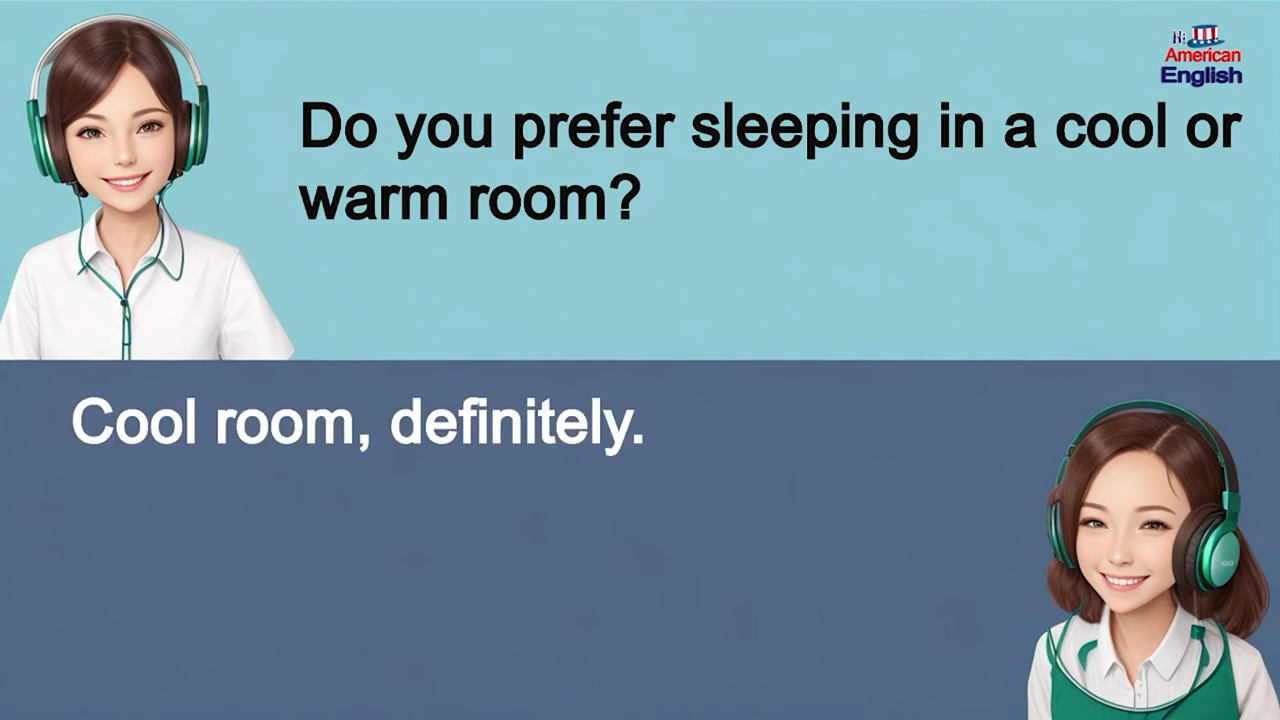 Hi
American
English
Do you prefer sleeping in a cool or
warm room?
Cool room, definitely.